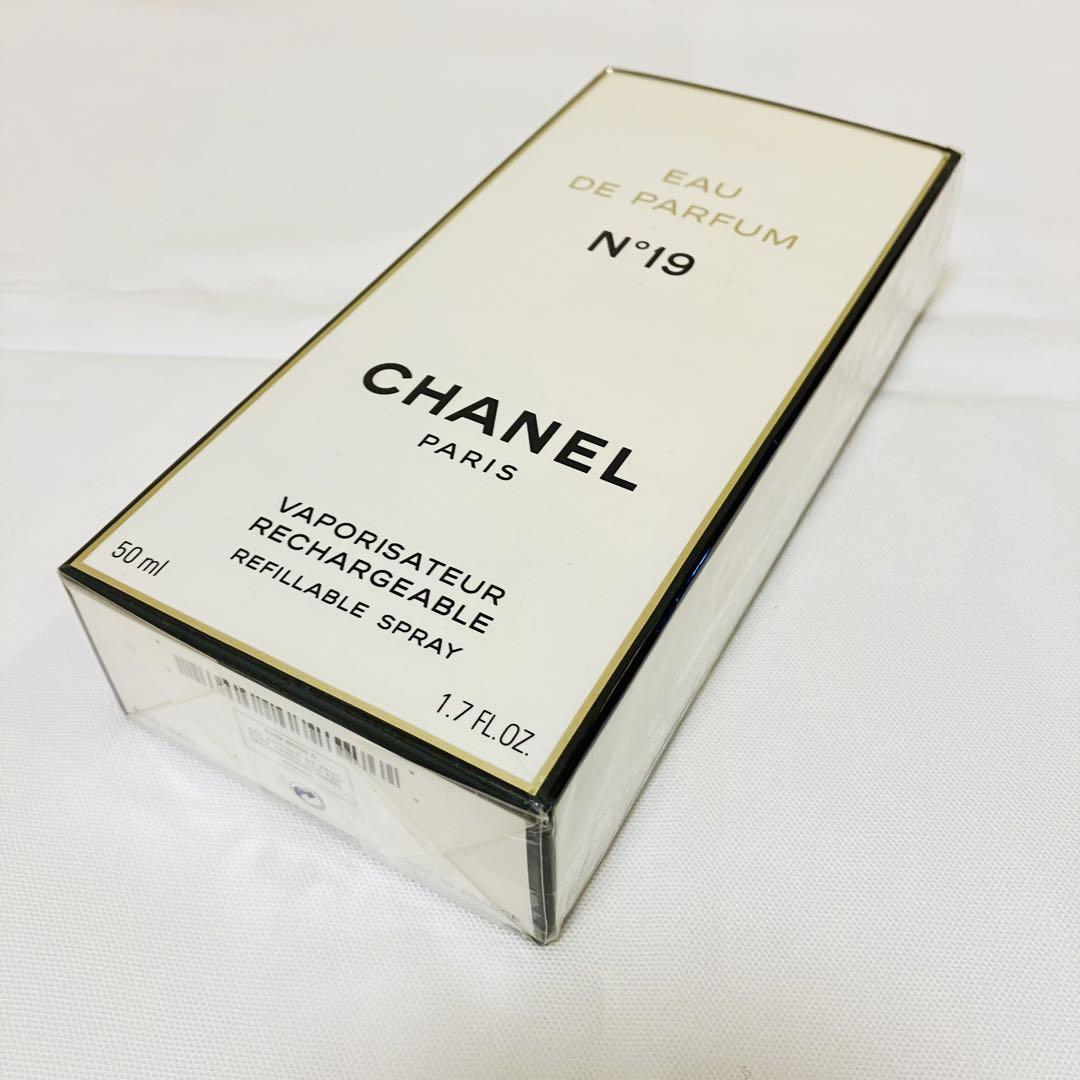 EAU
DE PARFUM
N°19
CHANEL
PARIS
VAPORISATEUR
RECHARGEABLE
REFILLABLE SPRAY
50 ml
1.7 FL.OZ.